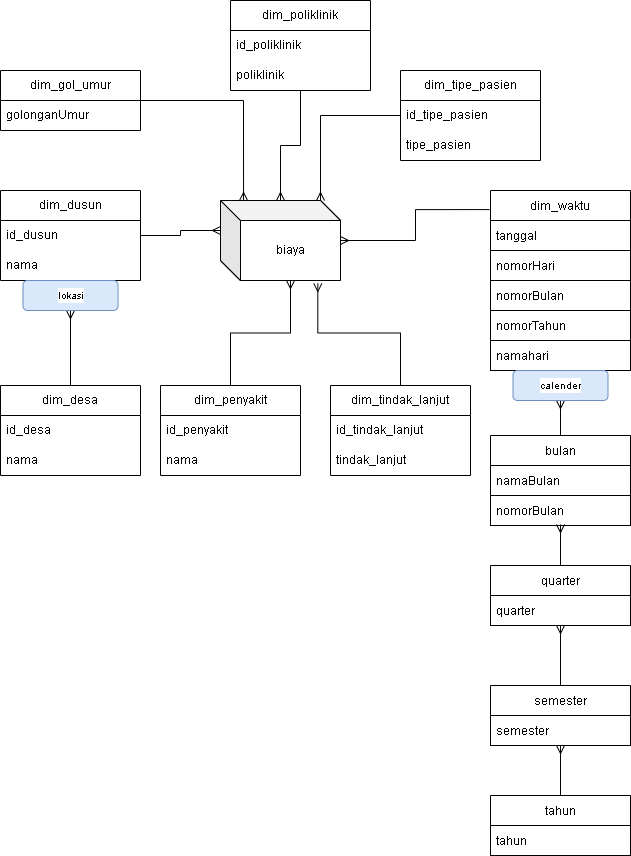 dim_poliklinik
id_poliklinik
poliklinik
dim_gol_umur
golonganUmur
dim_tipe_pasien
id_tipe_pasien
tipe_pasien
dim_dusun
id_dusun
nama
lokasi
biaya
dim_waktu
tanggal
nomorHari
nomorBulan
nomorTahun
namahari
calender
dim_desa
id_desa
nama
dim_penyakit
id_penyakit
nama
dim_tindak_lanjut
id_tindak_lanjut
tindak_lanjut
bulan
namaBulan
nomorBulan
quarter
quarter
semester
semester
tahun
tahun